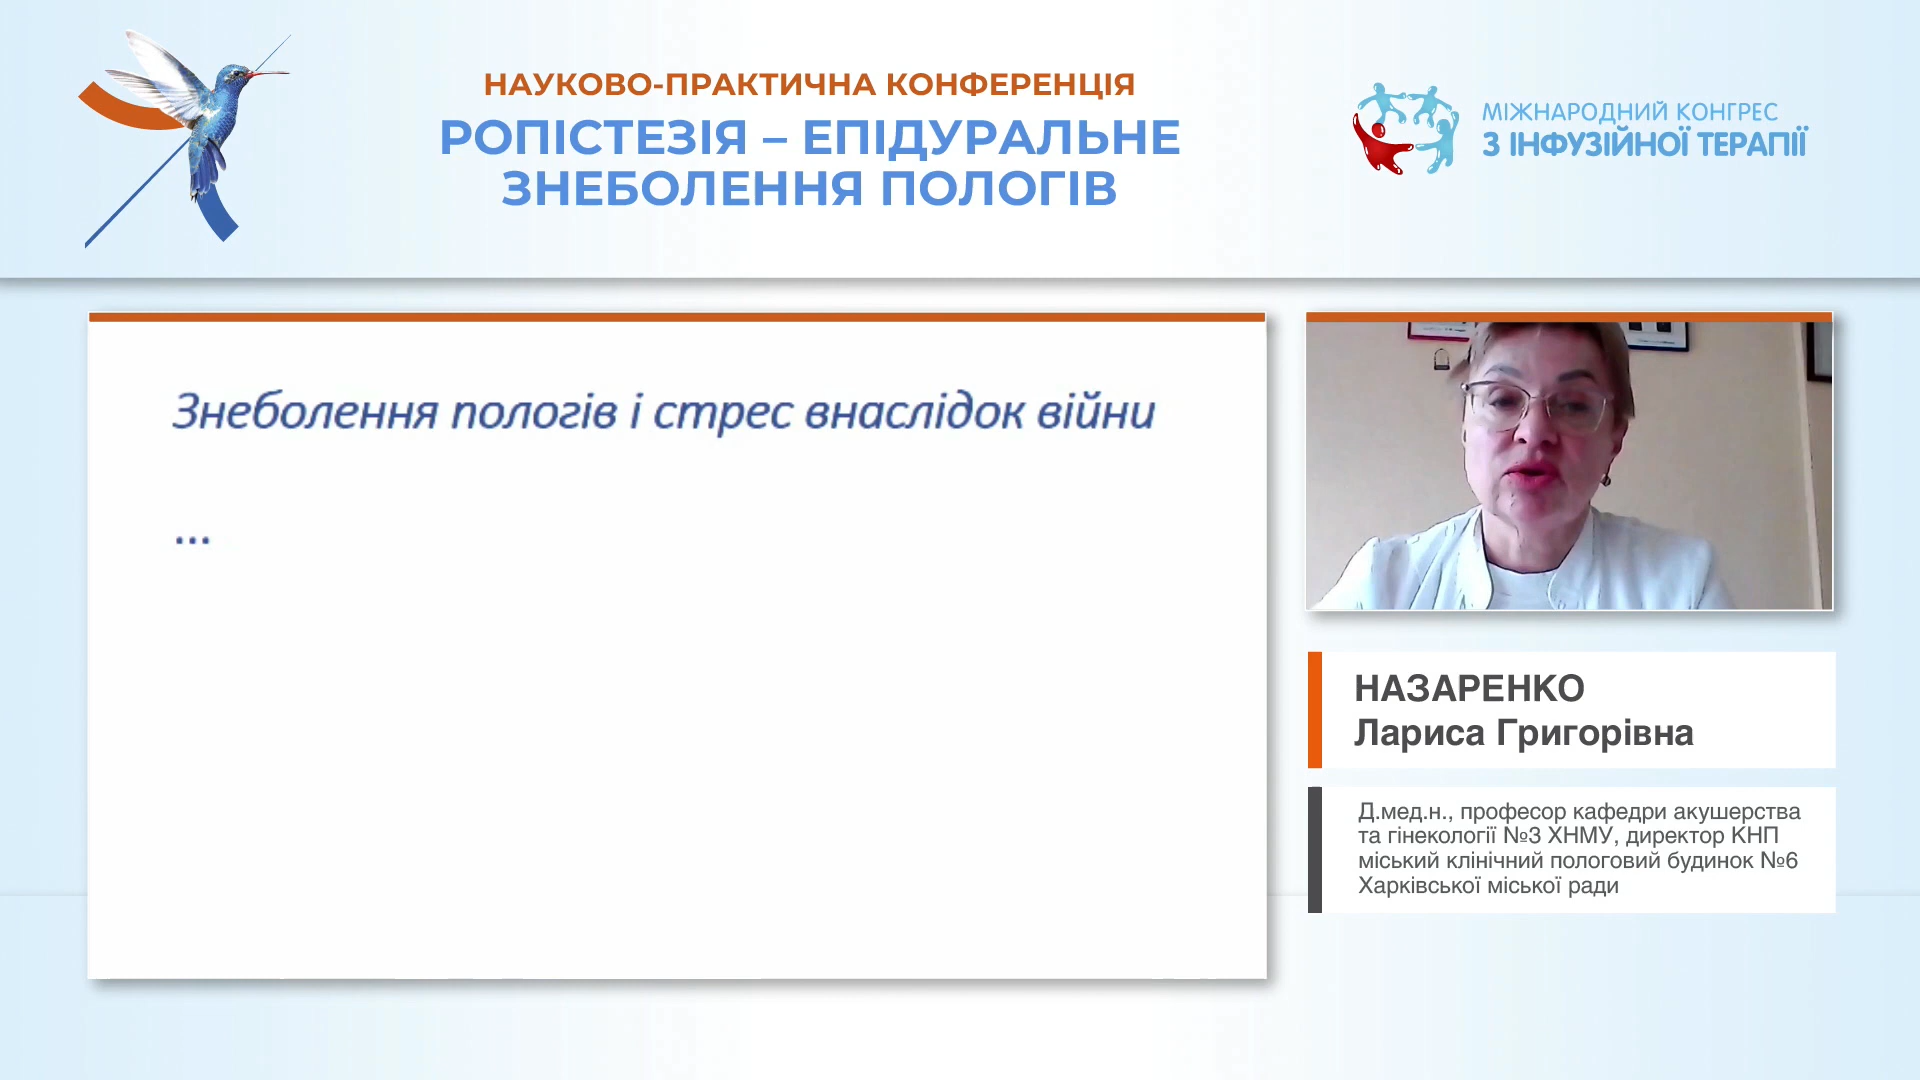 НАУКОВО-ПРАКТИЧНА КОНФЕРЕНЦІЯ
РОПІСТЕЗІЯ – ЕПІДУРАЛЬНЕ
ЗНЕБОЛЕННЯ ПОЛОГІВ
МІЖНАРОДНИЙ КОНГРЕС
З ІНФУЗІЙНОЇ ТЕРАПІЇ
Знеболення пологів і стрес внаслідок війни
...
НАЗАРЕНКО
Лариса Григорівна
Д.мед.н., професор кафедри акушерства
та гінекології №3 ХНМУ, директор КНП
міський клінічний пологовий будинок №6
Харківської міської ради